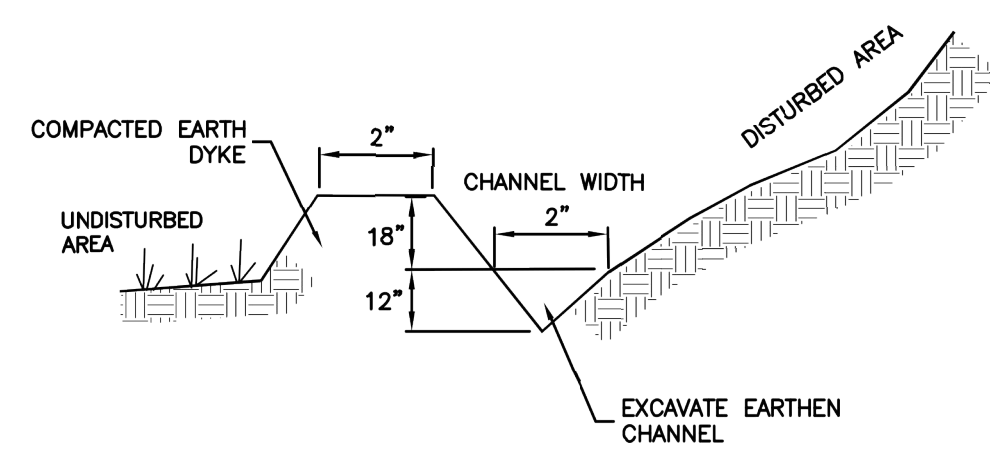 DISTURBED AREA
COMPACTED EARTH
DYKE
2”
CHANNEL WIDTH
UNDISTURBED
AREA
18”
2”
12”
EXCAVATE EARTHEN
CHANNEL